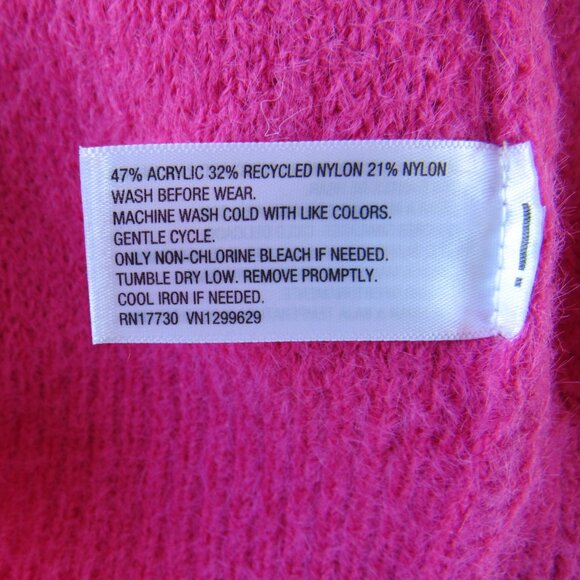 47% ACRYLIC 32% RECYCLED NYLON 21% NYLON
WASH BEFORE WEAR.
MACHINE WASH COLD WITH LIKE COLORS.
GENTLE CYCLE.
ONLY NON-CHLORINE BLEACH IF NEEDED.
TUMBLE DRY LOW. REMOVE PROMPTLY.
COOL IRON IF NEEDED.
RN17730 VN1299629